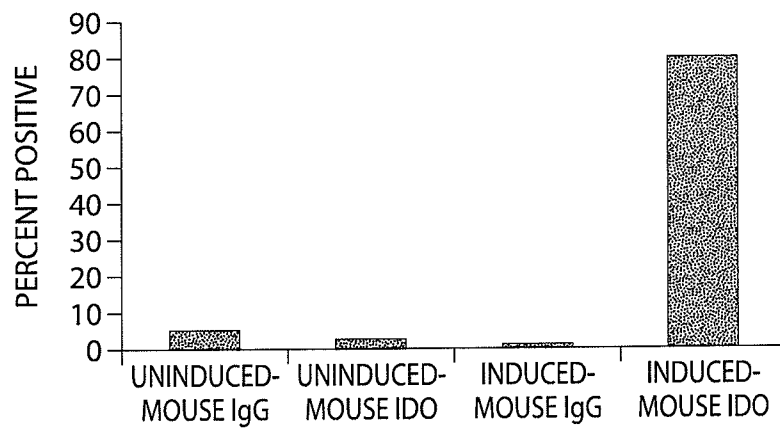 90
80
70
60
50
40
30
20
10
0
PERCENT POSITIVE
UNINDUCED-
MOUSE IgG
UNINDUCED-
MOUSE IDO
INDUCED-
MOUSE IgG
INDUCED-
MOUSE IDO